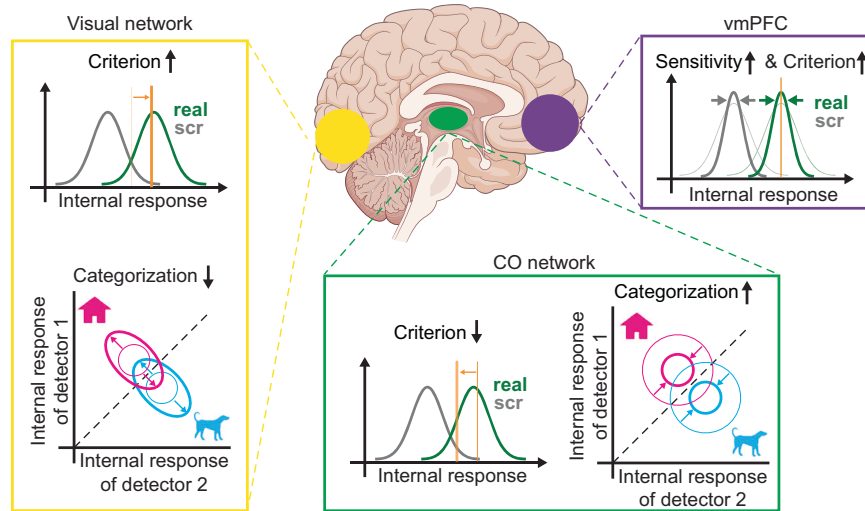 Visual network
Criterion ↑
real
scr
Internal response
Categorization ↓
Internal response
of detector 1
Internal response
of detector 2
vmPFC
Sensitivity↑ & Criterion↑
real
scr
Internal response
CO network
Criterion ↓
real
scr
Internal response
Categorization ↑
Internal response
of detector 1
Internal response
of detector 2